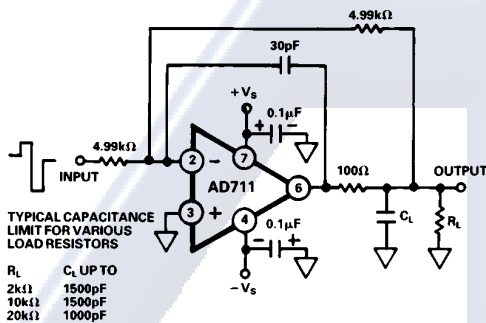 4.99kΩ
30pF
+VS
0.1µF
+ −
4.99kΩ
INPUT
2 −
7
AD711
6
100Ω
OUTPUT
3 +
4
0.1µF
− +
CL
RL
−VS
TYPICAL CAPACITANCE
LIMIT FOR VARIOUS
LOAD RESISTORS
RL CL UP TO
2kΩ 1500pF
10kΩ 1500pF
20kΩ 1000pF